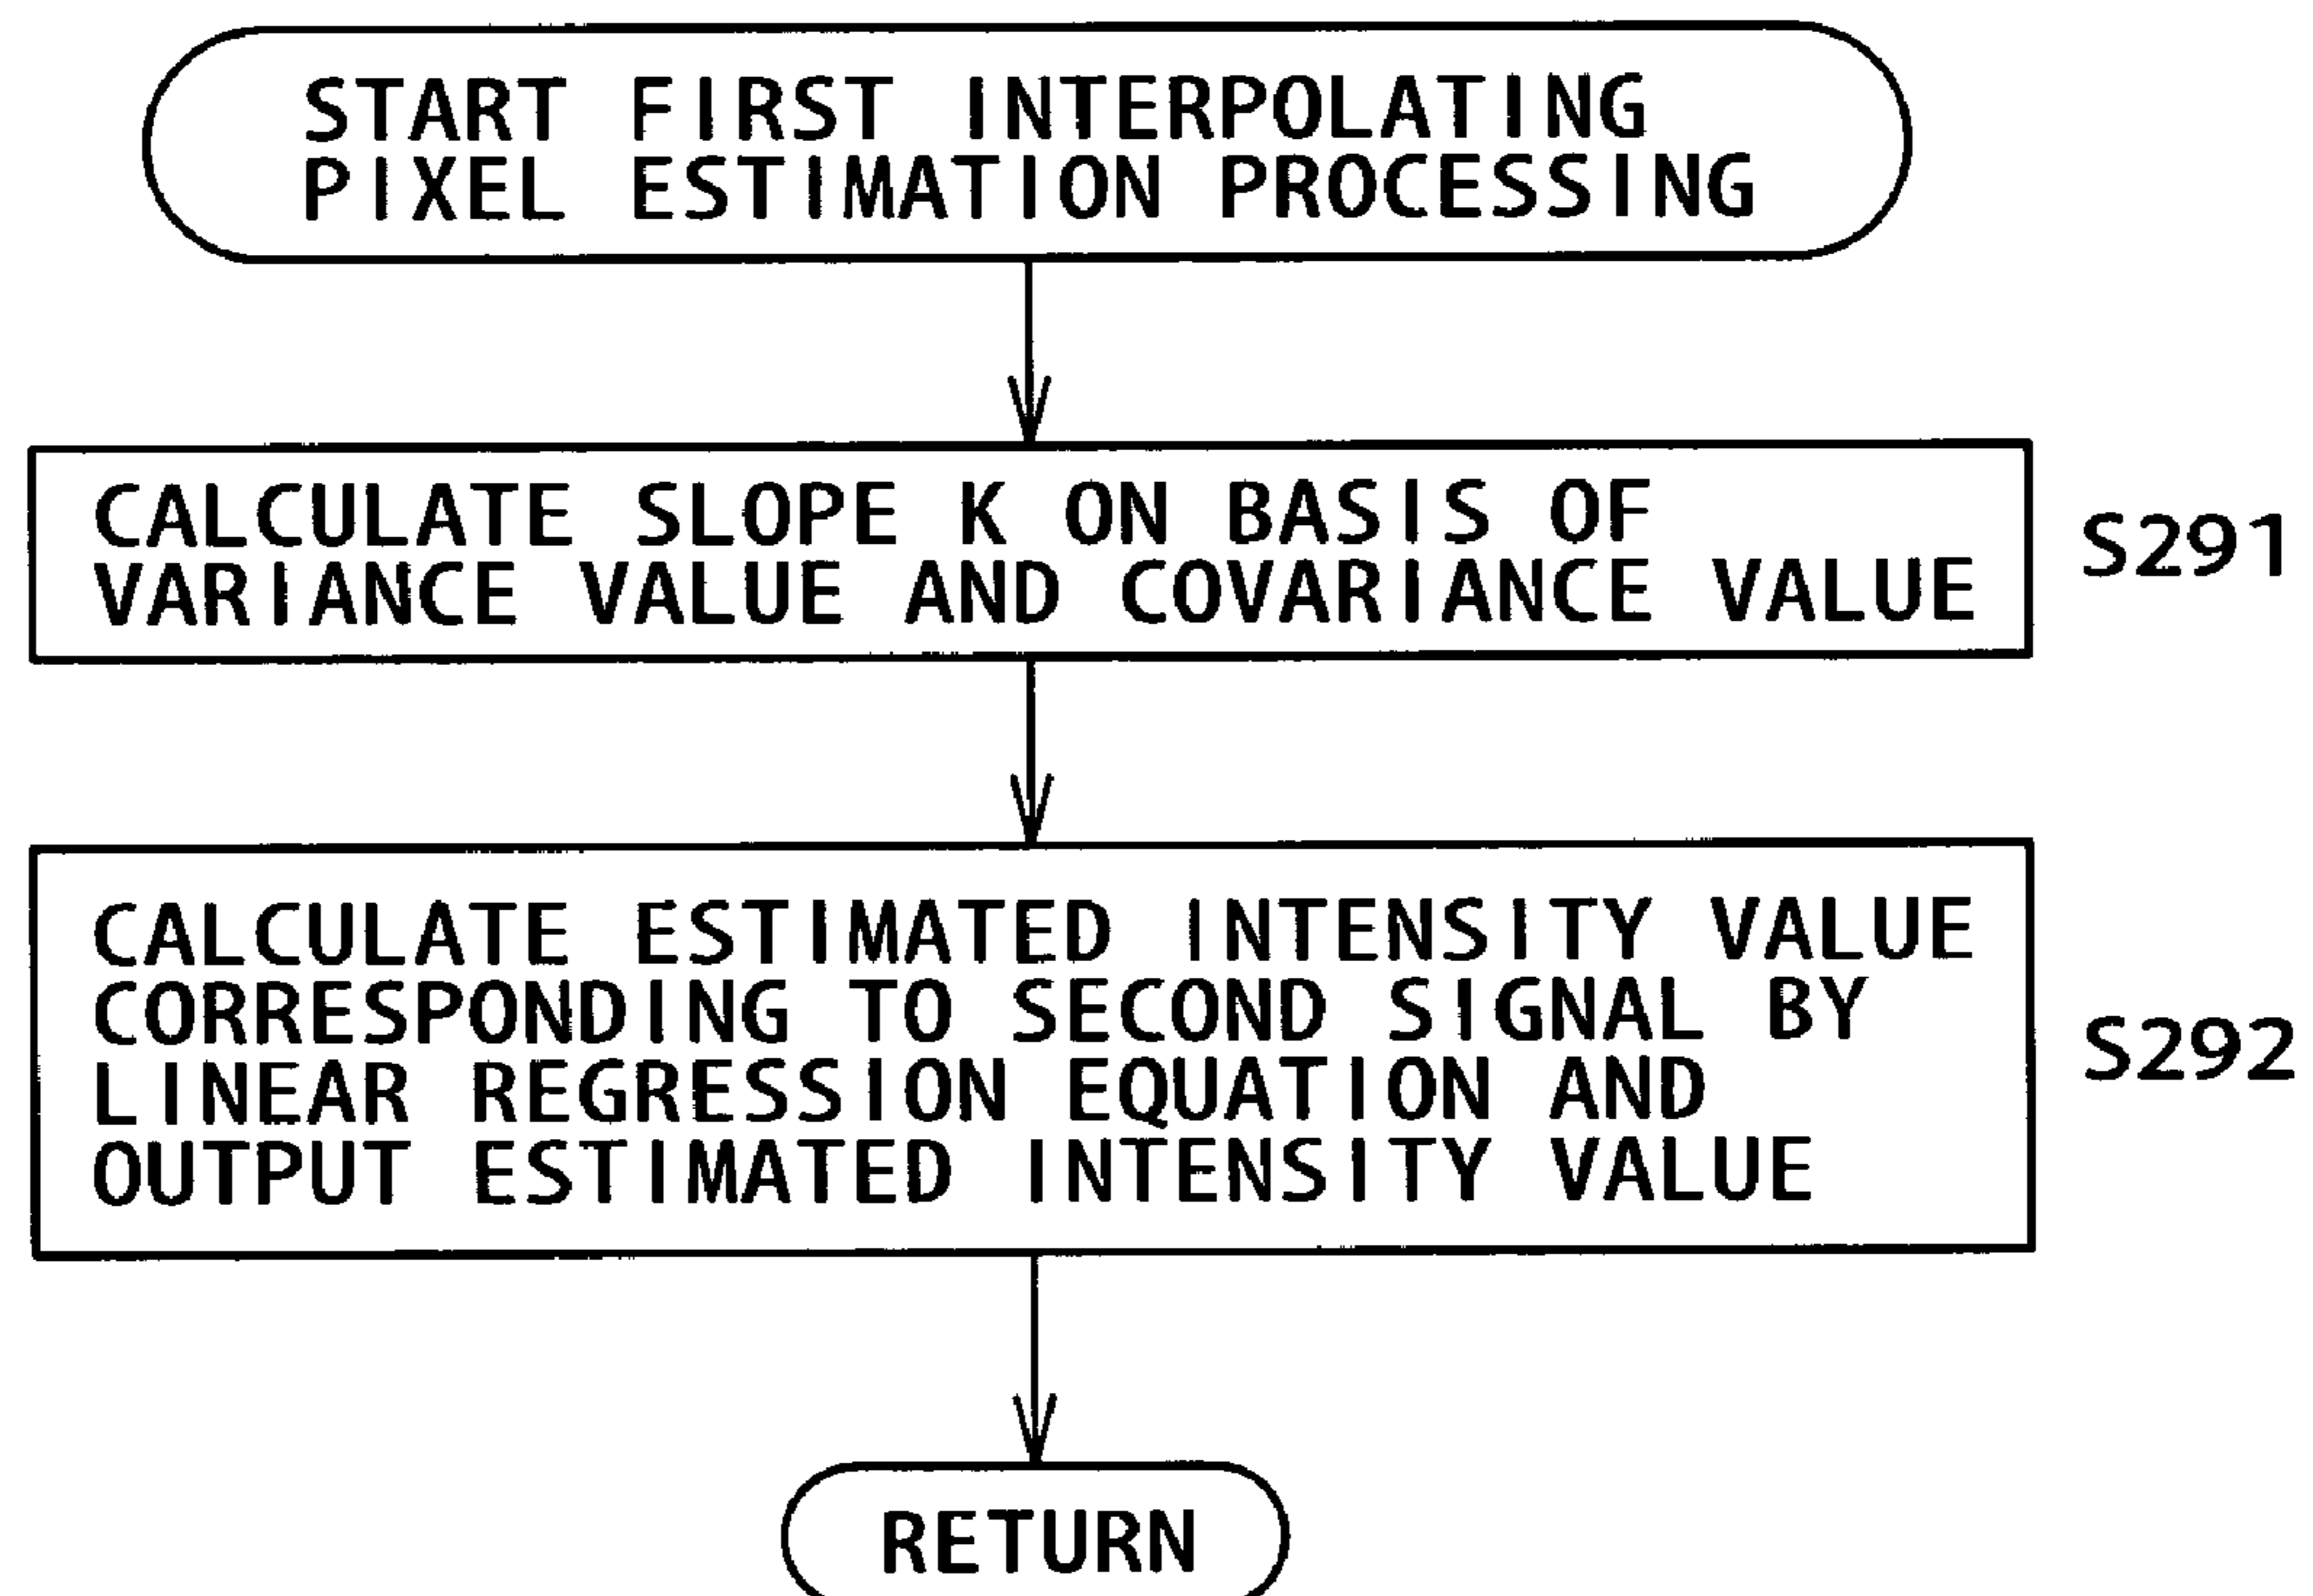 START FIRST INTERPOLATING
PIXEL ESTIMATION PROCESSING
CALCULATE SLOPE K ON BASIS OF
VARIANCE VALUE AND COVARIANCE VALUE
S291
CALCULATE ESTIMATED INTENSITY VALUE
CORRESPONDING TO SECOND SIGNAL BY
LINEAR REGRESSION EQUATION AND
OUTPUT ESTIMATED INTENSITY VALUE
S292
RETURN